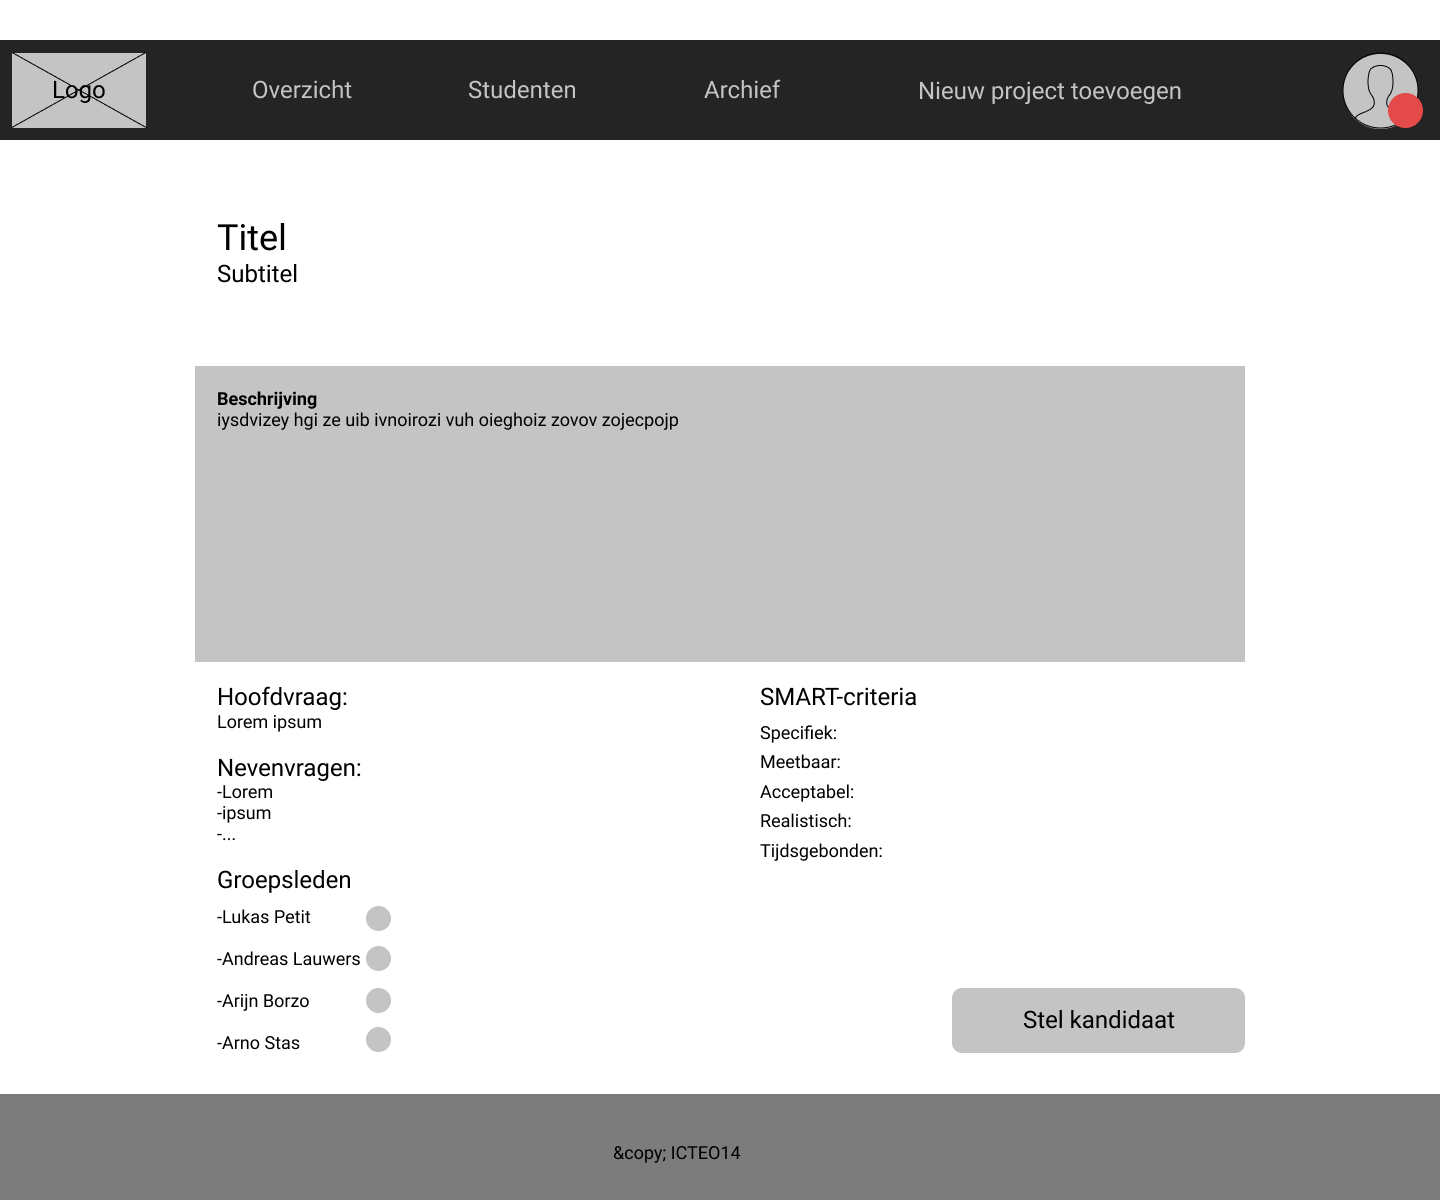 Logo
Overzicht
Studenten
Archief
Nieuw project toevoegen
Titel
Subtitel
Beschrijving
iysdvizey hgi ze uib ivnoirozi vuh oieghoiz zovov zojecpojp
Hoofdvraag:
Lorem ipsum
Nevenvragen:
-Lorem
-ipsum
-...
Groepsleden
-Lukas Petit
-Andreas Lauwers
-Arijn Borzo
-Arno Stas
SMART-criteria
Specifiek:
Meetbaar:
Acceptabel:
Realistisch:
Tijdsgebonden:
Stel kandidaat
&copy; ICTEO14